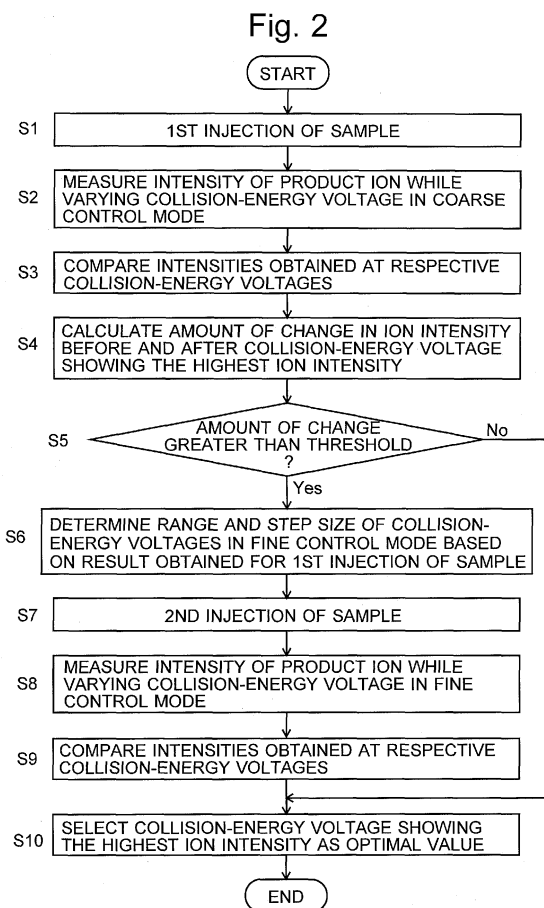 Fig. 2
START
S1
1ST INJECTION OF SAMPLE
S2
MEASURE INTENSITY OF PRODUCT ION WHILE
VARYING COLLISION-ENERGY VOLTAGE IN COARSE
CONTROL MODE
S3
COMPARE INTENSITIES OBTAINED AT RESPECTIVE
COLLISION-ENERGY VOLTAGES
S4
CALCULATE AMOUNT OF CHANGE IN ION INTENSITY
BEFORE AND AFTER COLLISION-ENERGY VOLTAGE
SHOWING THE HIGHEST ION INTENSITY
S5
AMOUNT OF CHANGE
GREATER THAN THRESHOLD
?
No
Yes
S6
DETERMINE RANGE AND STEP SIZE OF COLLISION-
ENERGY VOLTAGES IN FINE CONTROL MODE BASED
ON RESULT OBTAINED FOR 1ST INJECTION OF SAMPLE
S7
2ND INJECTION OF SAMPLE
S8
MEASURE INTENSITY OF PRODUCT ION WHILE
VARYING COLLISION-ENERGY VOLTAGE IN FINE
CONTROL MODE
S9
COMPARE INTENSITIES OBTAINED AT RESPECTIVE
COLLISION-ENERGY VOLTAGES
S10
SELECT COLLISION-ENERGY VOLTAGE SHOWING
THE HIGHEST ION INTENSITY AS OPTIMAL VALUE
END